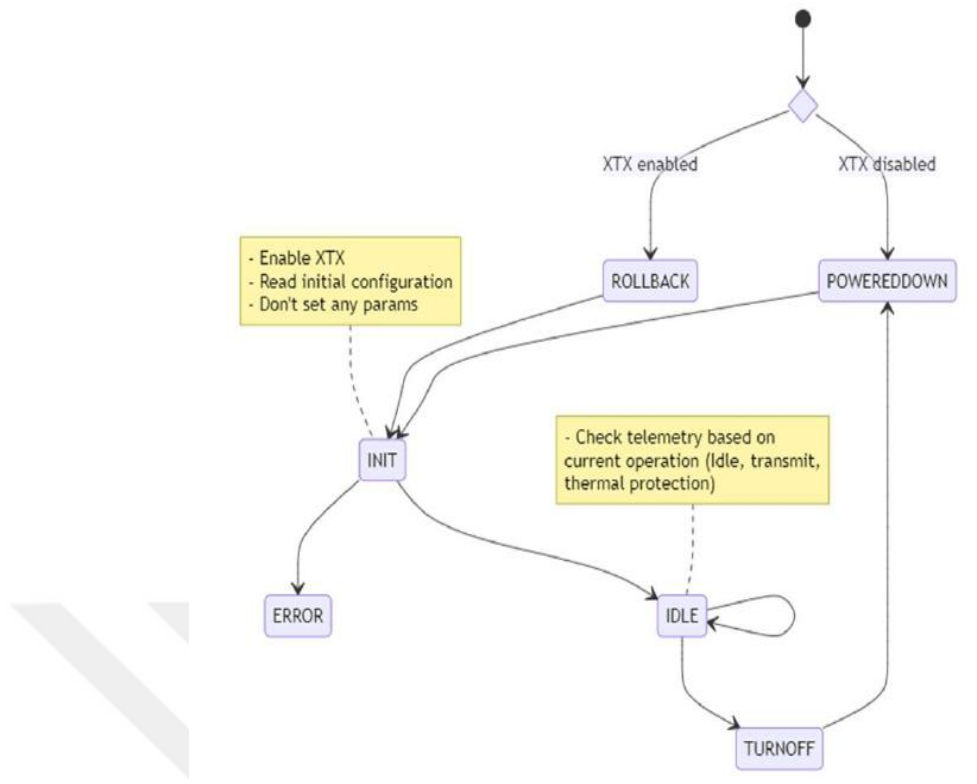 XTX enabled
XTX disabled
- Enable XTX
- Read initial configuration
- Don't set any params
ROLLBACK
POWEREDDOWN
INIT
- Check telemetry based on
current operation (Idle, transmit,
thermal protection)
ERROR
IDLE
TURNOFF